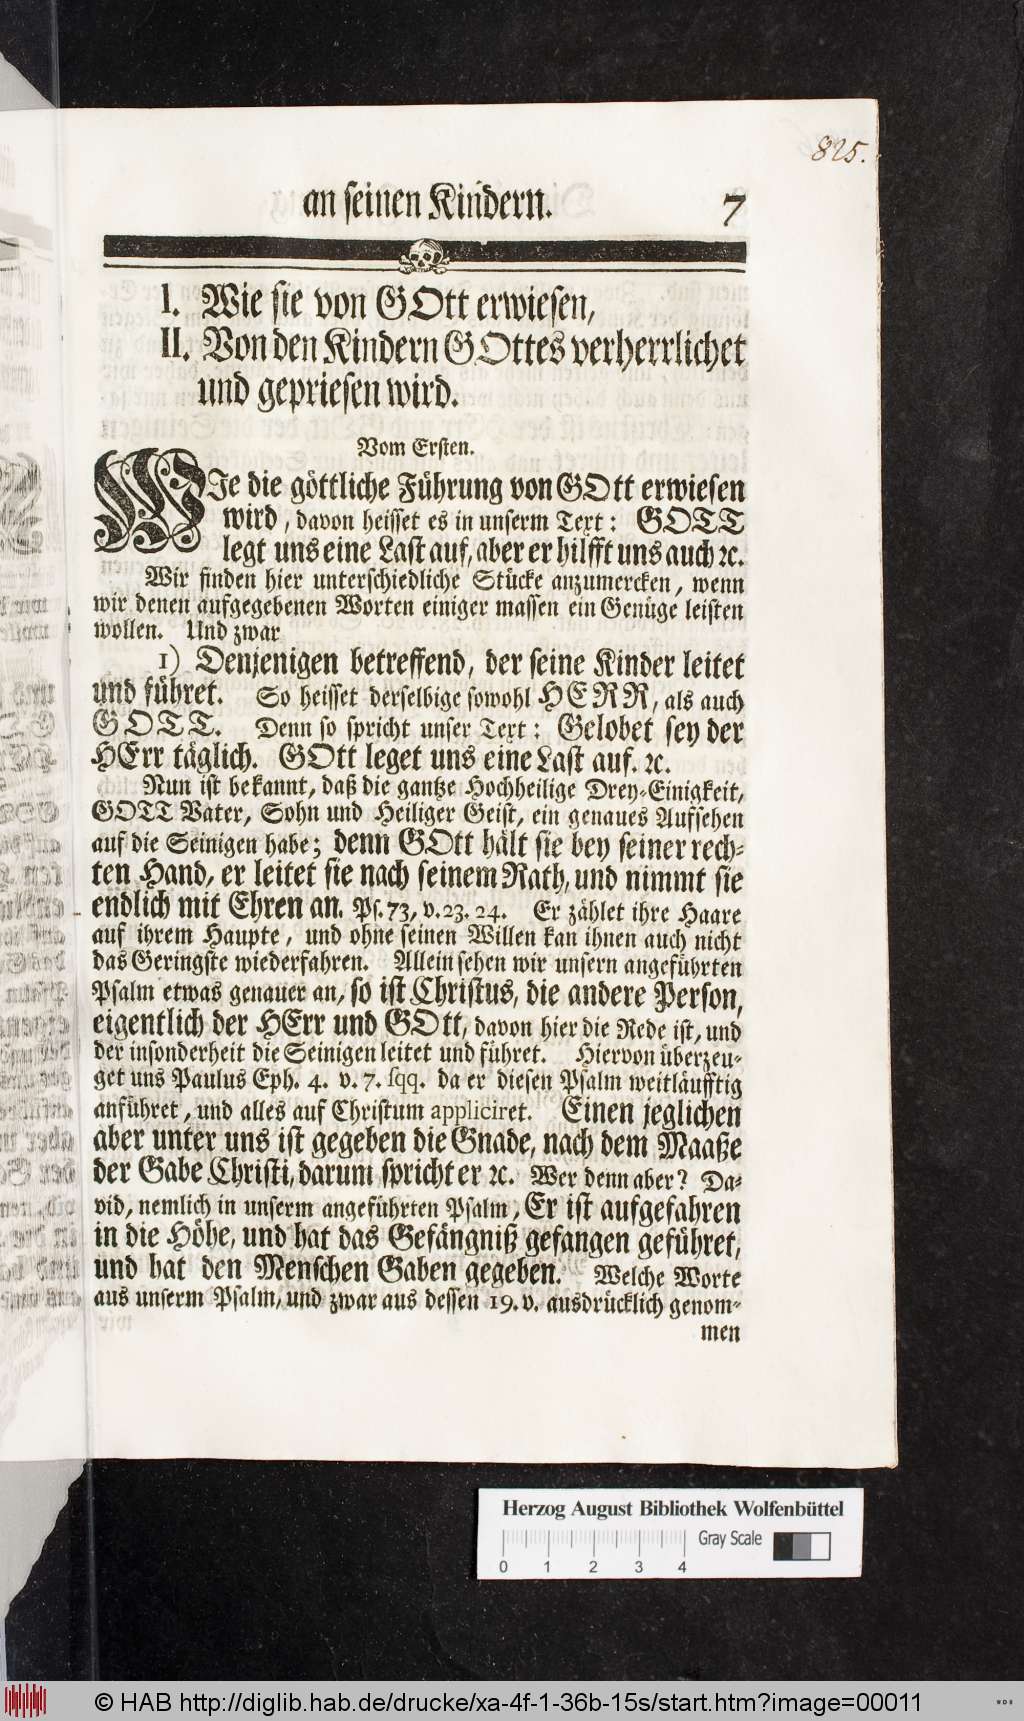 825.
an seinen Kindern. 7
I. Wie sie von GOtt erwiesen,
II. Von den Kindern GOttes verherrlichet
und gepriesen wird.
Vom Ersten.
WJe die göttliche Führung von GOtt erwiesen
wird, davon heisset es in unserm Text: GOTT
legt uns eine Last auf, aber er hilfft uns auch ꝛc.
Wir finden hier unterschiedliche Stücke anzumercken, wenn
wir denen aufgegebenen Worten einiger massen ein Genüge leisten
wollen. Und zwar
1) Denjenigen betreffend, der seine Kinder leitet
und führet. So heisset derselbige sowohl HERR, als auch
GOTT. Denn so spricht unser Text: Gelobet sey der
HErr täglich. GOtt leget uns eine Last auf. ꝛc.
Nun ist bekannt, daß die gantze Hochheilige Drey-Einigkeit,
GOTT Vater, Sohn und Heiliger Geist, ein genaues Aufsehen
auf die Seinigen habe; denn GOtt hält sie bey seiner rech-
ten Hand, er leitet sie nach seinem Rath, und nimmt sie
endlich mit Ehren an. Ps. 73, v. 23. 24. Er zählet ihre Haare
auf ihrem Haupte, und ohne seinen Willen kan ihnen auch nicht
das Geringste wiederfahren. Allein sehen wir unsern angeführten
Psalm etwas genauer an, so ist Christus, die andere Person,
eigentlich der HErr und GOtt, davon hier die Rede ist, und
der insonderheit die Seinigen leitet und führet. Hiervon überzeu-
get uns Paulus Eph. 4. v. 7. sqq. da er diesen Psalm weitläufftig
anführet, und alles auf Christum appliciret. Einen jeglichen
aber unter uns ist gegeben die Gnade, nach dem Maaße
der Gabe Christi, darum spricht er ꝛc. Wer denn aber? Da-
vid, nemlich in unserm angeführten Psalm, Er ist aufgefahren
in die Höhe, und hat das Gefängniß gefangen geführet,
und hat den Menschen Gaben gegeben. Welche Worte
aus unserm Psalm, und zwar aus dessen 19. v. ausdrücklich genom-
men
Herzog August Bibliothek Wolfenbüttel
0 1 2 3 4 Gray Scale
© HAB http://diglib.hab.de/drucke/xa-4f-1-36b-15s/start.htm?image=00011